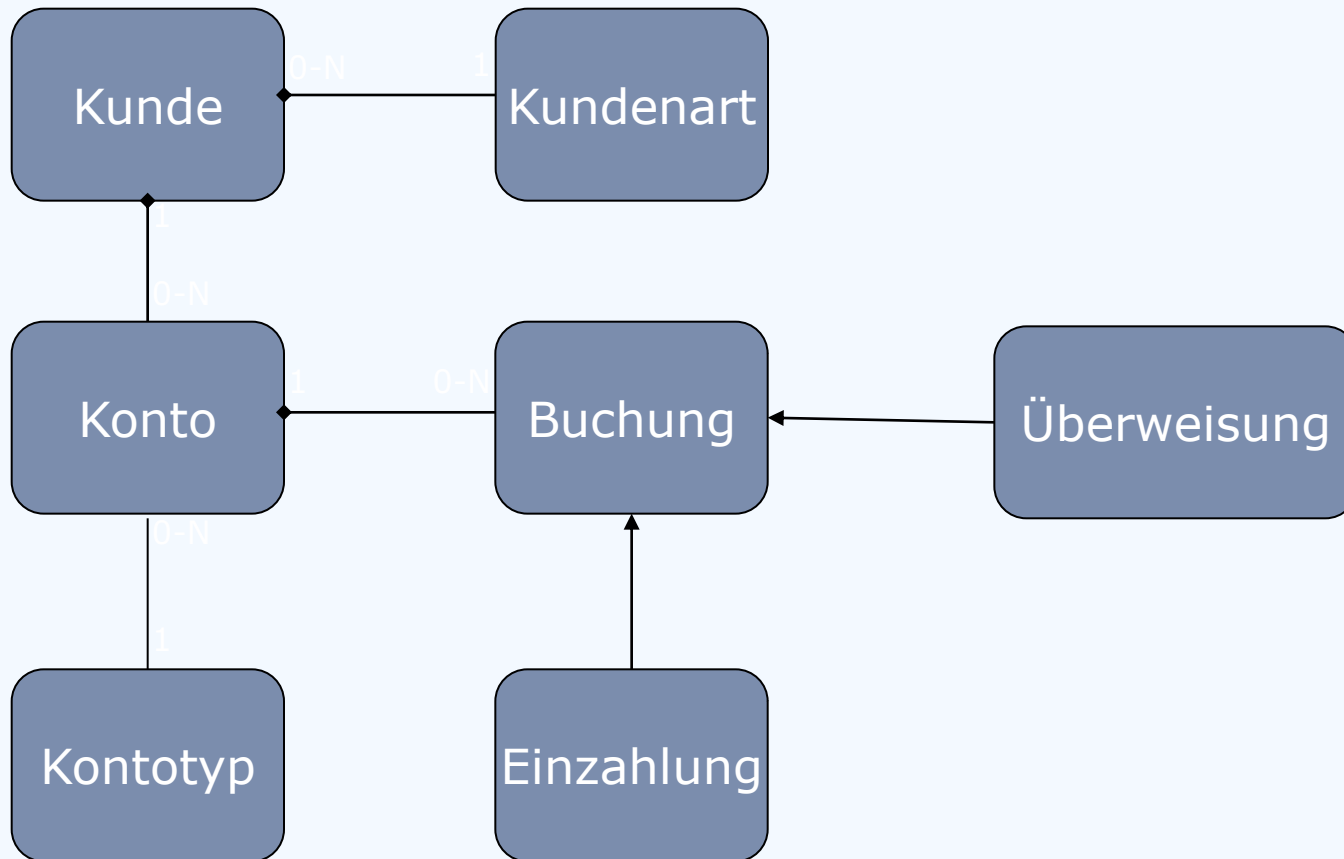 0-N
1
Kunde
Kundenart
1
0-N
1
0-N
Konto
Buchung
Überweisung
0-N
1
Kontotyp
Einzahlung